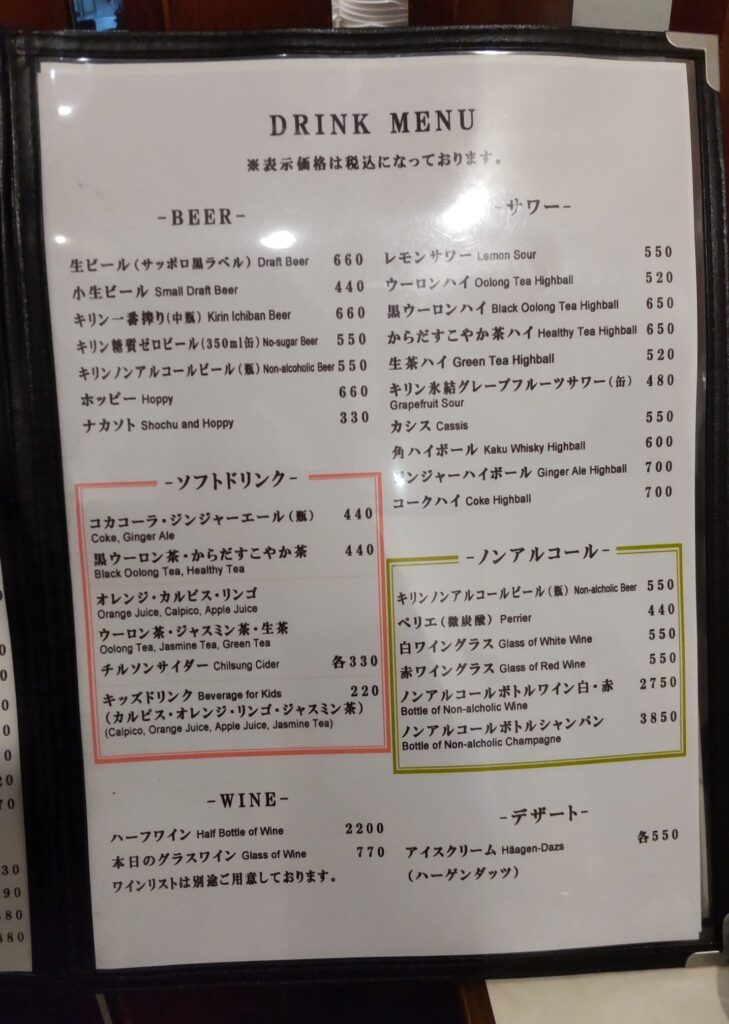 DRINK MENU
※表示価格は税込になっております。
-BEER-
生ビール(サッポロ黒ラベル) Draft Beer 660
小生ビール Small Draft Beer 440
キリン一番搾り(中瓶) Kirin Ichiban Beer 660
キリン糖質ゼロビール(350ml缶) No-sugar Beer 550
キリンノンアルコールビール(瓶) Non-alcoholic Beer 550
ホッピー Hoppy 660
ナカソト Shochu and Hoppy 330
-ソフトドリンク-
コカコーラ・ジンジャーエール(瓶) 440
Coke, Ginger Ale
黒ウーロン茶・からだすこやか茶 440
Black Oolong Tea, Healthy Tea
オレンジ・カルピス・リンゴ
Orange Juice, Calpico, Apple Juice
ウーロン茶・ジャスミン茶・生茶
Oolong Tea, Jasmine Tea, Green Tea
チルソンサイダー Chilsung Cider 各330
キッズドリンク Beverage for Kids 220
(カルピス・オレンジ・リンゴ・ジャスミン茶)
(Calpico, Orange Juice, Apple Juice, Jasmine Tea)
-WINE-
ハーフワイン Half Bottle of Wine 2200
本日のグラスワイン Glass of Wine 770
ワインリストは別途ご用意しております。
-サワー-
レモンサワー Lemon Sour 550
ウーロンハイ Oolong Tea Highball 520
黒ウーロンハイ Black Oolong Tea Highball 650
からだすこやか茶ハイ Healthy Tea Highball 650
生茶ハイ Green Tea Highball 520
キリン氷結グレープフルーツサワー(缶) 480
Grapefruit Sour
カシス Cassis 550
角ハイボール Kaku Whisky Highball 600
ジンジャーハイボール Ginger Ale Highball 700
コークハイ Coke Highball 700
-ノンアルコール-
キリンノンアルコールビール(瓶) Non-alcholic Beer 550
ペリエ(微炭酸) Perrier 440
白ワイングラス Glass of White Wine 550
赤ワイングラス Glass of Red Wine 550
ノンアルコールボトルワイン白・赤 2750
Bottle of Non-alcholic Wine
ノンアルコールボトルシャンパン 3850
Bottle of Non-alcholic Champagne
-デザート-
アイスクリーム Häagen-Dazs 各550
(ハーゲンダッツ)